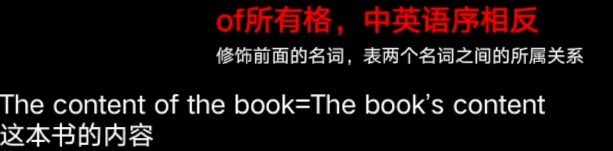 of所有格，中英语序相反
修饰前面的名词，表两个名词之间的所属关系
The content of the book=The book's content
这本书的内容